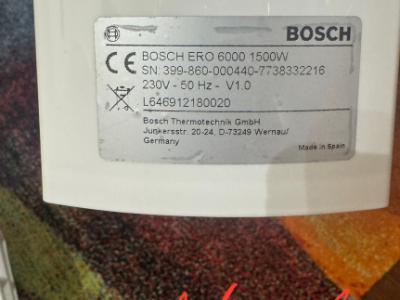 BOSCH
BOSCH ERO 6000 1500W
SN: 399-860-000440-7738332216
230V - 50 Hz - V1.0
L646912180020
Bosch Thermotechnik GmbH
Junkersstr. 20-24, D-73249 Wernau/
Germany
Made in Spain